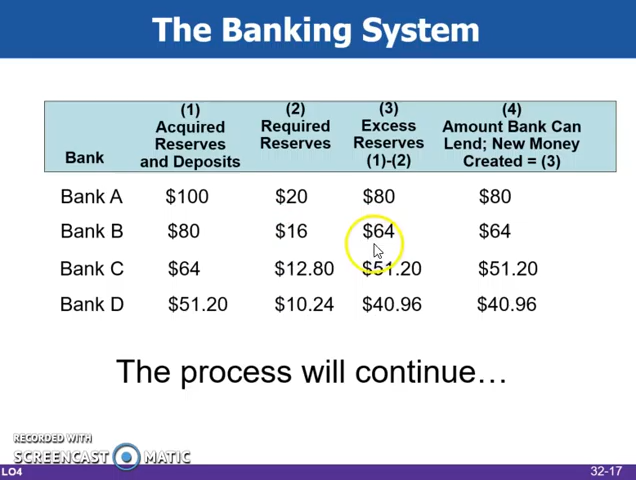 The Banking System
Bank
(1)
Acquired
Reserves
and Deposits
(2)
Required
Reserves
(3)
Excess
Reserves
(1)-(2)
(4)
Amount Bank Can
Lend; New Money
Created = (3)
Bank A $100 $20 $80 $80
Bank B $80 $16 $64 $64
Bank C $64 $12.80 $51.20 $51.20
Bank D $51.20 $10.24 $40.96 $40.96
The process will continue…
RECORDED WITH
SCREENCAST MATIC
LO4 32-17